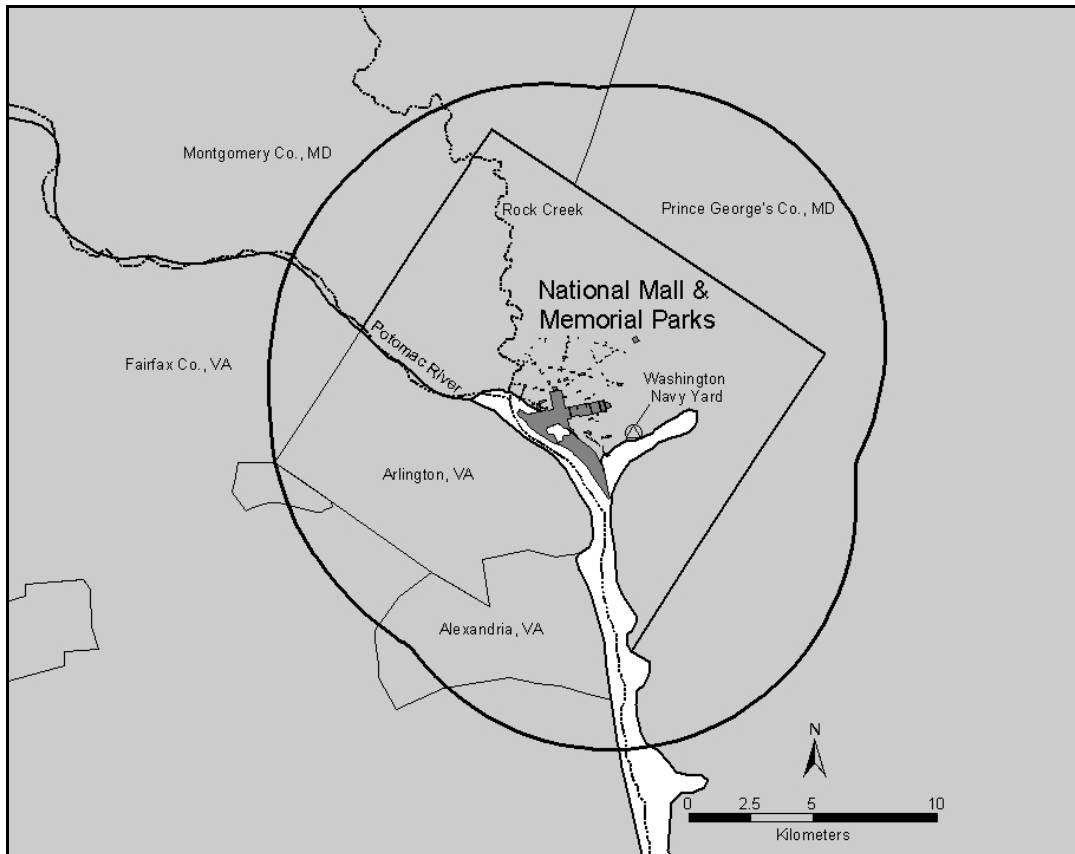 Montgomery Co., MD
Rock Creek
Prince George's Co., MD
National Mall &
Memorial Parks
Potomac River
Fairfax Co., VA
Washington
Navy Yard
Arlington, VA
Alexandria, VA
N
0 2.5 5 10
Kilometers